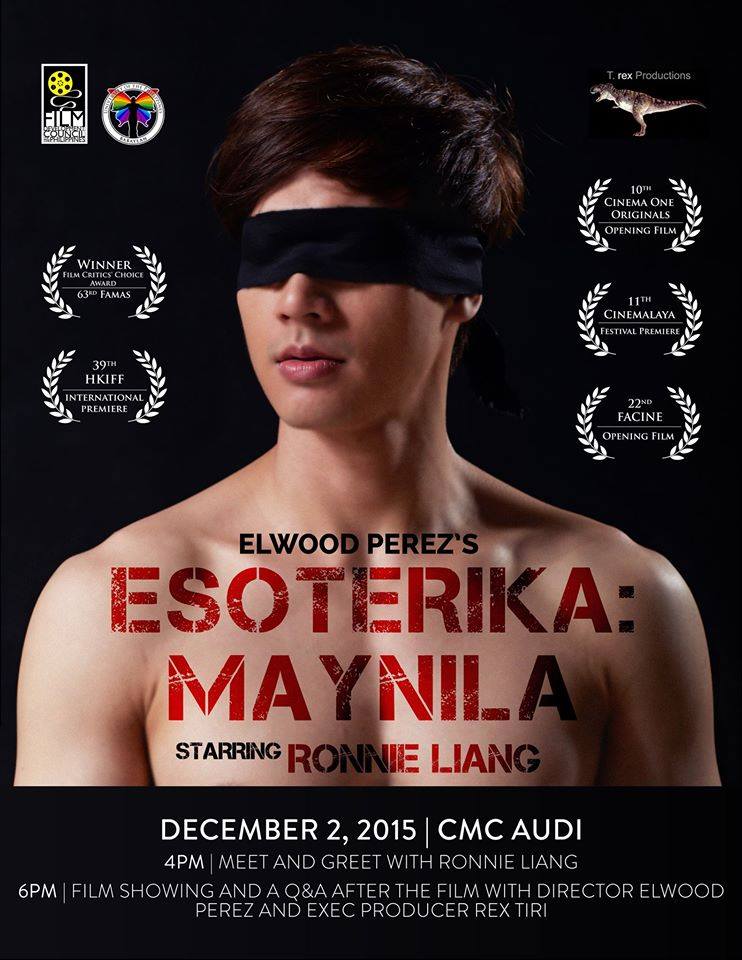 FILM
DEVELOPMENT
COUNCIL
PHILIPPINES
UNIVERSITY OF THE PHILIPPINES
BABAYLAN
T. rex Productions
10TH
CINEMA ONE
ORIGINALS
OPENING FILM
WINNER
FILM CRITICS' CHOICE
AWARD
63RD FAMAS
11TH
CINEMALAYA
FESTIVAL PREMIERE
39TH
HKIFF
INTERNATIONAL
PREMIERE
22ND
FACINE
OPENING FILM
ELWOOD PEREZ'S
ESOTERIKA:
MAYNILA
STARRING RONNIE LIANG
DECEMBER 2, 2015 | CMC AUDI
4PM | MEET AND GREET WITH RONNIE LIANG
6PM | FILM SHOWING AND A Q&A AFTER THE FILM WITH DIRECTOR ELWOOD
PEREZ AND EXEC PRODUCER REX TIRI